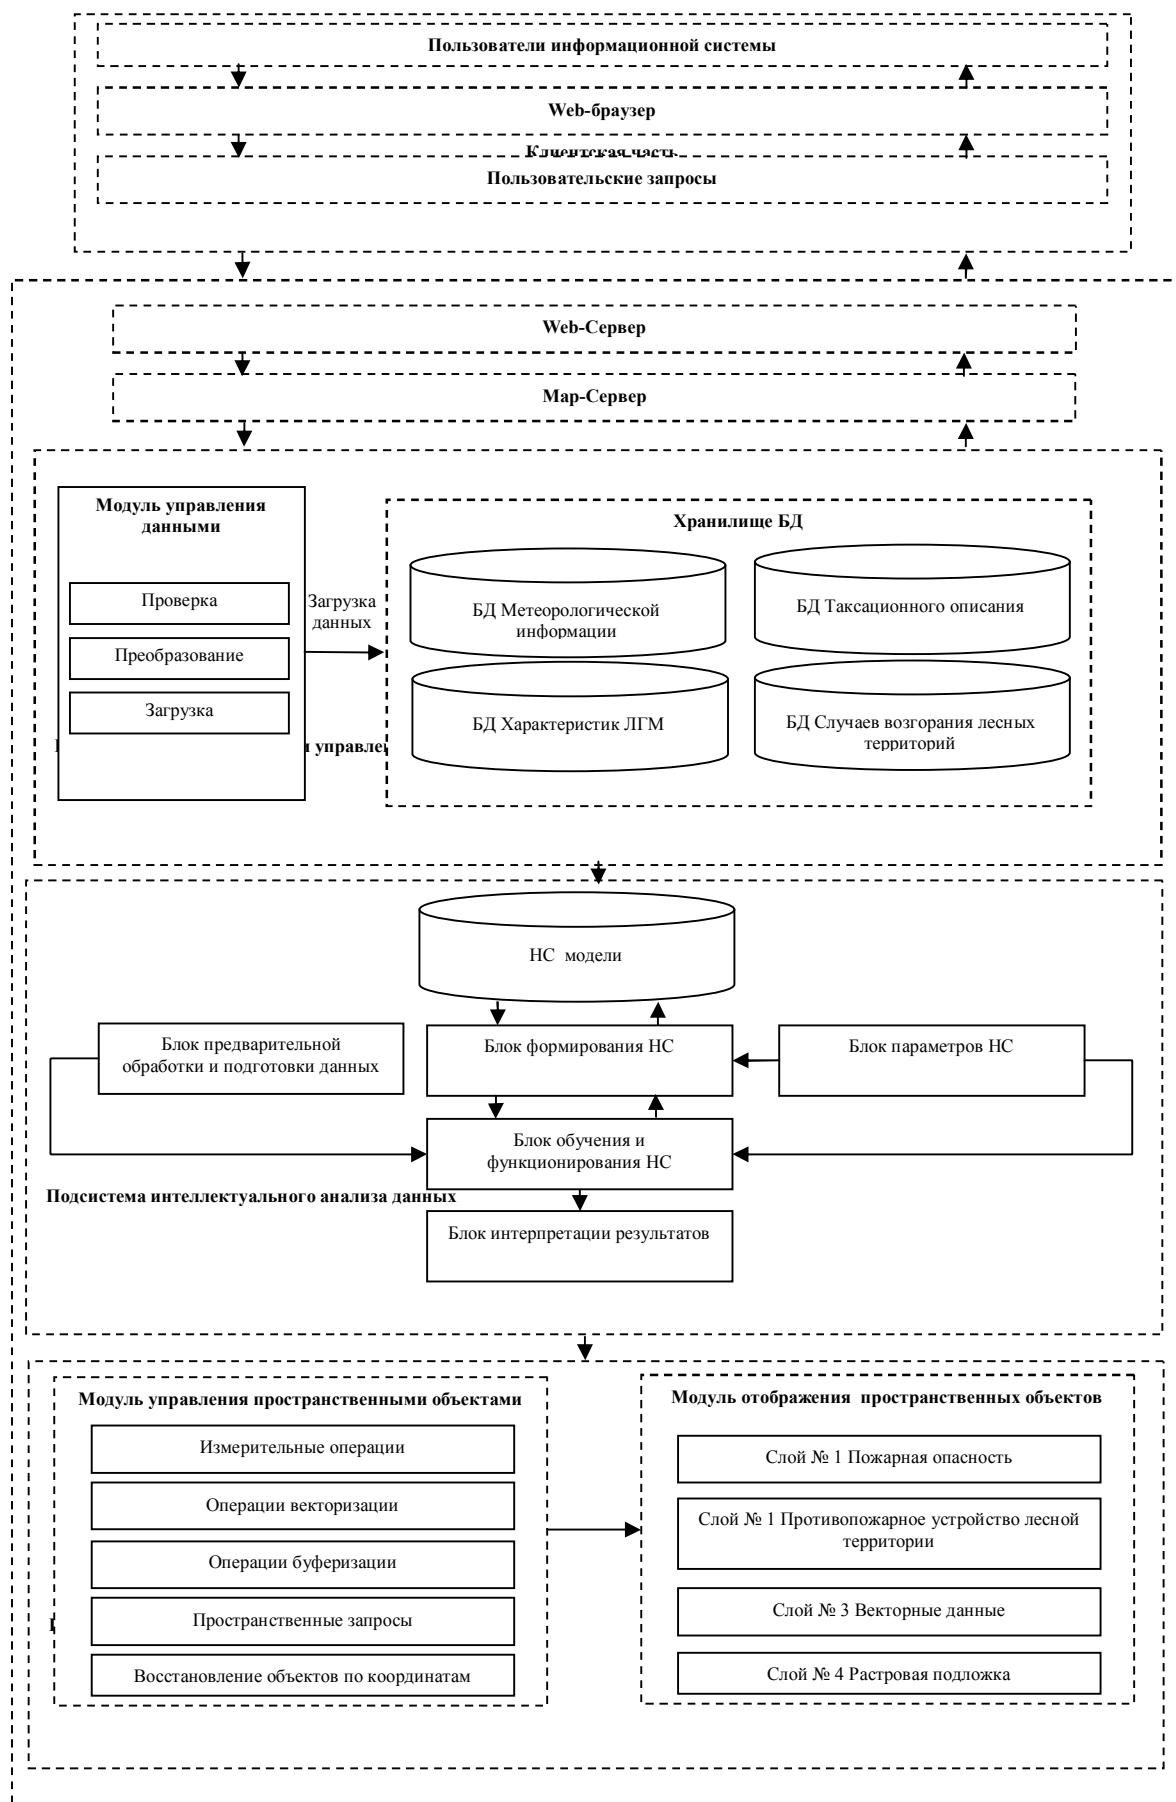 Пользователи информационной системы
Web-браузер
Клиентская часть
Пользовательские запросы
Web-Сервер
Map-Сервер
Модуль управления
данными
Проверка
Преобразование
Загрузка
Загрузка
данных
Хранилище БД
БД Метеорологической
информации
БД Таксационного описания
БД Характеристик ЛГМ
БД Случаев возгорания лесных
территорий
НС модели
Блок предварительной
обработки и подготовки данных
Блок формирования НС
Блок параметров НС
Блок обучения и
функционирования НС
Подсистема интеллектуального анализа данных
Блок интерпретации результатов
Модуль управления пространственными объектами
Измерительные операции
Операции векторизации
Операции буферизации
Пространственные запросы
Восстановление объектов по координатам
Модуль отображения пространственных объектов
Слой № 1 Пожарная опасность
Слой № 1 Противопожарное устройство лесной
территории
Слой № 3 Векторные данные
Слой № 4 Растровая подложка